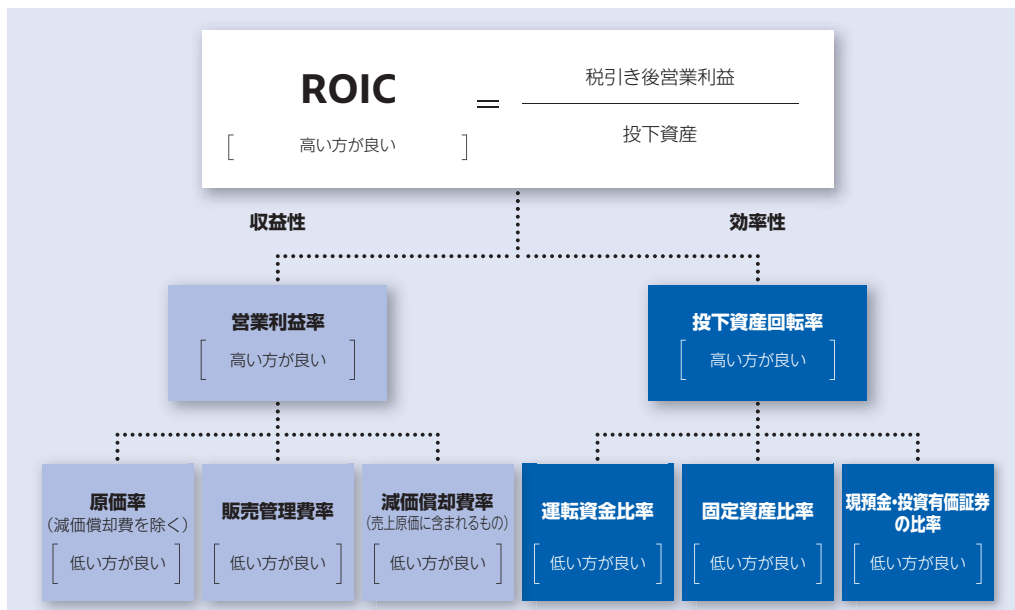 ROIC
[ 高い方が良い ]
=
税引き後営業利益
投下資産
収益性
効率性
営業利益率
[ 高い方が良い ]
投下資産回転率
[ 高い方が良い ]
原価率
(減価償却費を除く)
[ 低い方が良い ]
販売管理費率
[ 低い方が良い ]
減価償却費率
(売上原価に含まれるもの)
[ 低い方が良い ]
運転資金比率
[ 低い方が良い ]
固定資産比率
[ 低い方が良い ]
現預金・投資有価証券
の比率
[ 低い方が良い ]